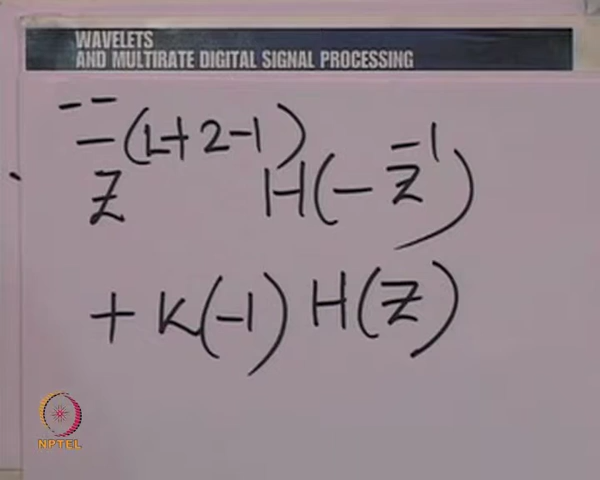 WAVELETS
AND MULTIRATE DIGITAL SIGNAL PROCESSING
-- Z^-(L+2-1) H(-Z^-1)
+ K(-1) H(Z)
NPTEL